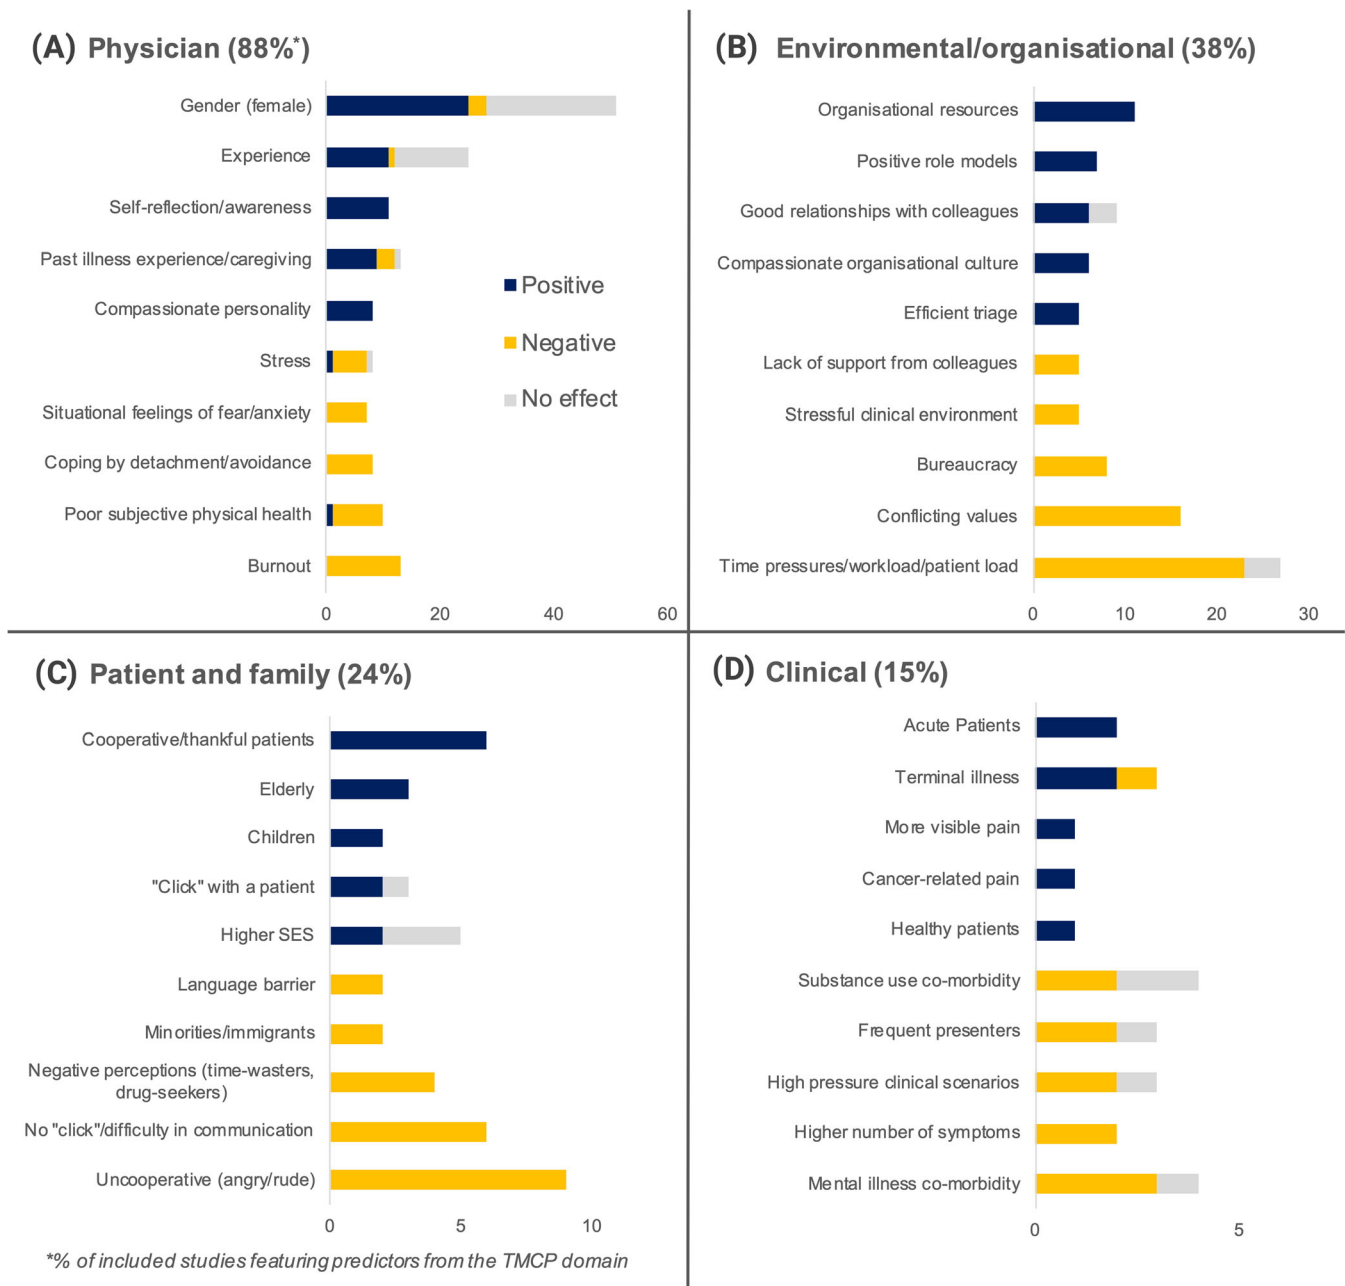 (A) Physician (88%*)
Gender (female)
Experience
Self-reflection/awareness
Past illness experience/caregiving
Compassionate personality
Stress
Situational feelings of fear/anxiety
Coping by detachment/avoidance
Poor subjective physical health
Burnout
Positive
Negative
No effect
0 20 40 60
(B) Environmental/organisational (38%)
Organisational resources
Positive role models
Good relationships with colleagues
Compassionate organisational culture
Efficient triage
Lack of support from colleagues
Stressful clinical environment
Bureaucracy
Conflicting values
Time pressures/workload/patient load
0 10 20 30
(C) Patient and family (24%)
Cooperative/thankful patients
Elderly
Children
"Click" with a patient
Higher SES
Language barrier
Minorities/immigrants
Negative perceptions (time-wasters,
drug-seekers)
No "click"/difficulty in communication
Uncooperative (angry/rude)
0 5 10
*% of included studies featuring predictors from the TMCP domain
(D) Clinical (15%)
Acute Patients
Terminal illness
More visible pain
Cancer-related pain
Healthy patients
Substance use co-morbidity
Frequent presenters
High pressure clinical scenarios
Higher number of symptoms
Mental illness co-morbidity
0 5